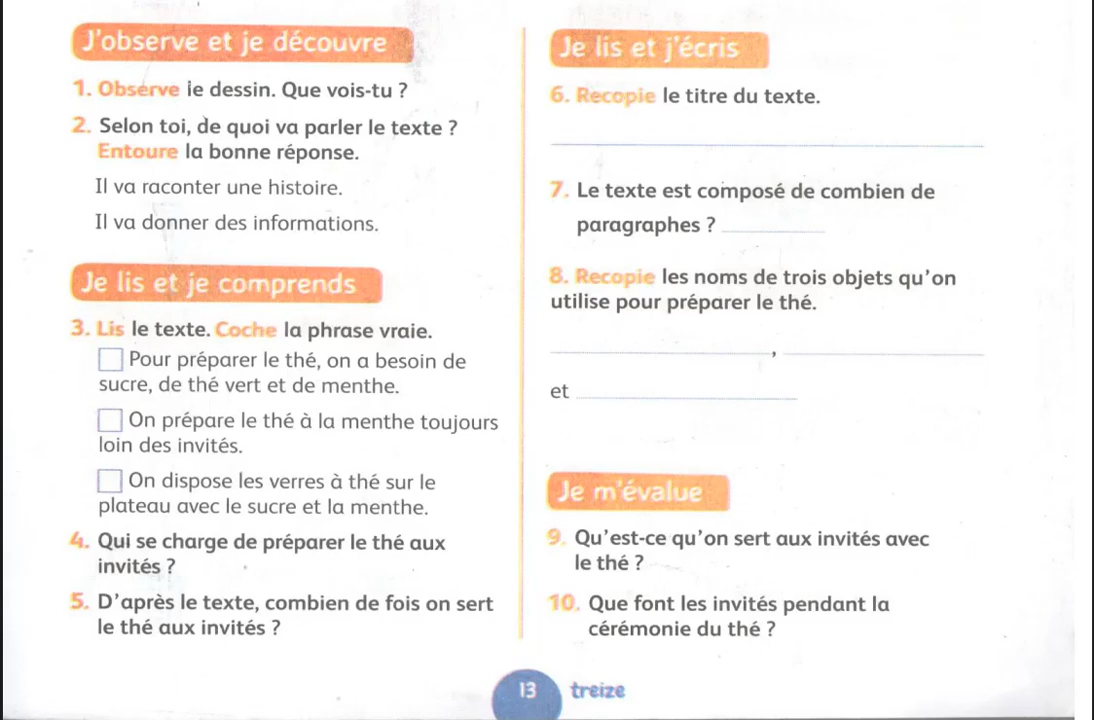 J'observe et je découvre
1. Observe le dessin. Que vois-tu ?
2. Selon toi, de quoi va parler le texte ?
Entoure la bonne réponse.
Il va raconter une histoire.
Il va donner des informations.
Je lis et je comprends
3. Lis le texte. Coche la phrase vraie.
Pour préparer le thé, on a besoin de
sucre, de thé vert et de menthe.
On prépare le thé à la menthe toujours
loin des invités.
On dispose les verres à thé sur le
plateau avec le sucre et la menthe.
4. Qui se charge de préparer le thé aux
invités ?
5. D'après le texte, combien de fois on sert
le thé aux invités ?
Je lis et j'écris
6. Recopie le titre du texte.
7. Le texte est composé de combien de
paragraphes ?
8. Recopie les noms de trois objets qu'on
utilise pour préparer le thé.
,
et
Je m'évalue
9. Qu'est-ce qu'on sert aux invités avec
le thé ?
10. Que font les invités pendant la
cérémonie du thé ?
13 treize